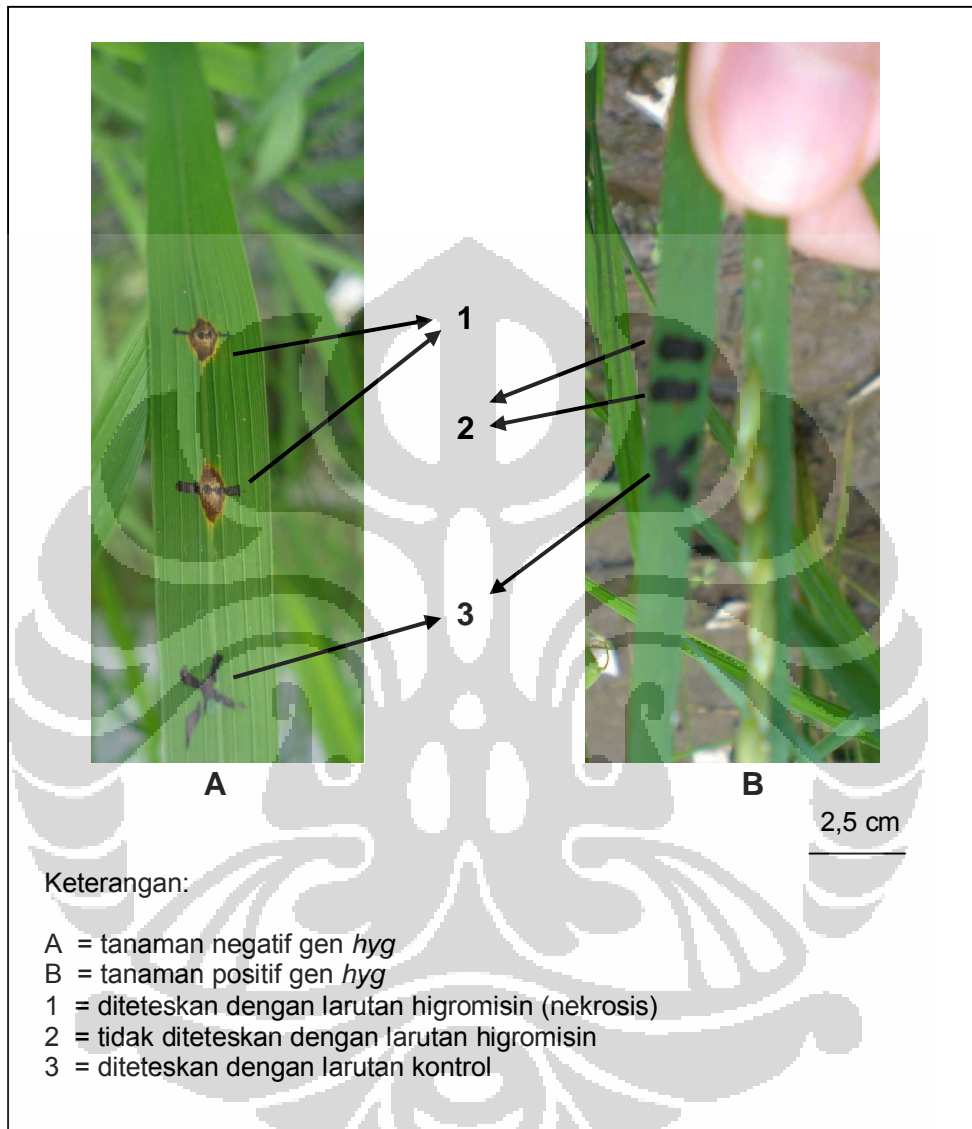 1
2
3
A
B
2,5 cm
Keterangan:
A = tanaman negatif gen hyg
B = tanaman positif gen hyg
1 = diteteskan dengan larutan higromisin (nekrosis)
2 = tidak diteteskan dengan larutan higromisin
3 = diteteskan dengan larutan kontrol